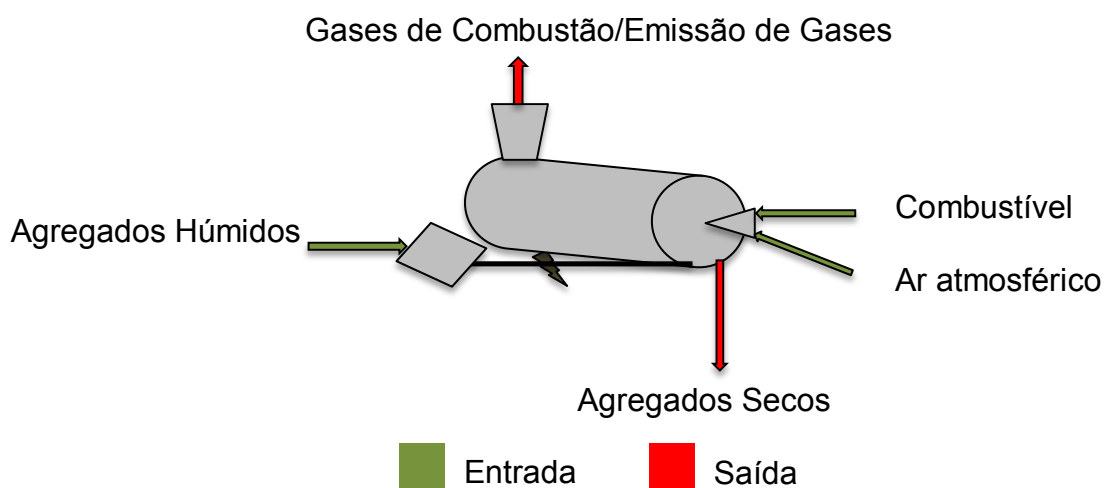 Gases de Combustão/Emissão de Gases
Agregados Húmidos
Combustível
Ar atmosférico
Agregados Secos
Entrada
Saída